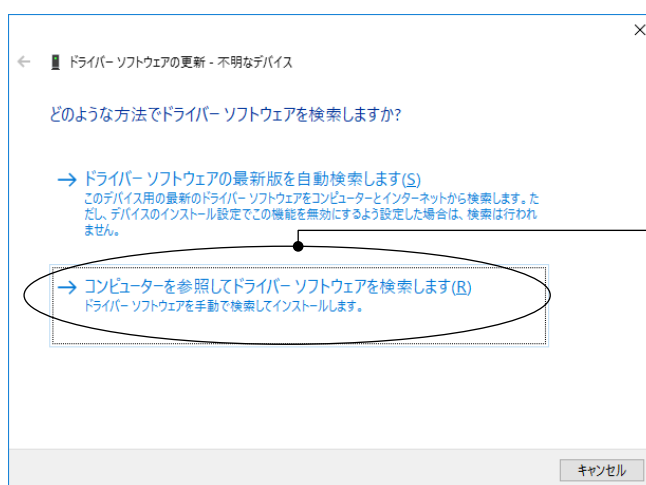 ドライバー ソフトウェアの更新 - 不明なデバイス
どのような方法でドライバー ソフトウェアを検索しますか?
ドライバー ソフトウェアの最新版を自動検索します(S)
このデバイス用の最新のドライバー ソフトウェアをコンピューターとインターネットから検索します。た
だし、デバイスのインストール設定でこの機能を無効にするよう設定した場合は、検索は行われ
ません。
コンピューターを参照してドライバー ソフトウェアを検索します(R)
ドライバー ソフトウェアを手動で検索してインストールします。
キャンセル